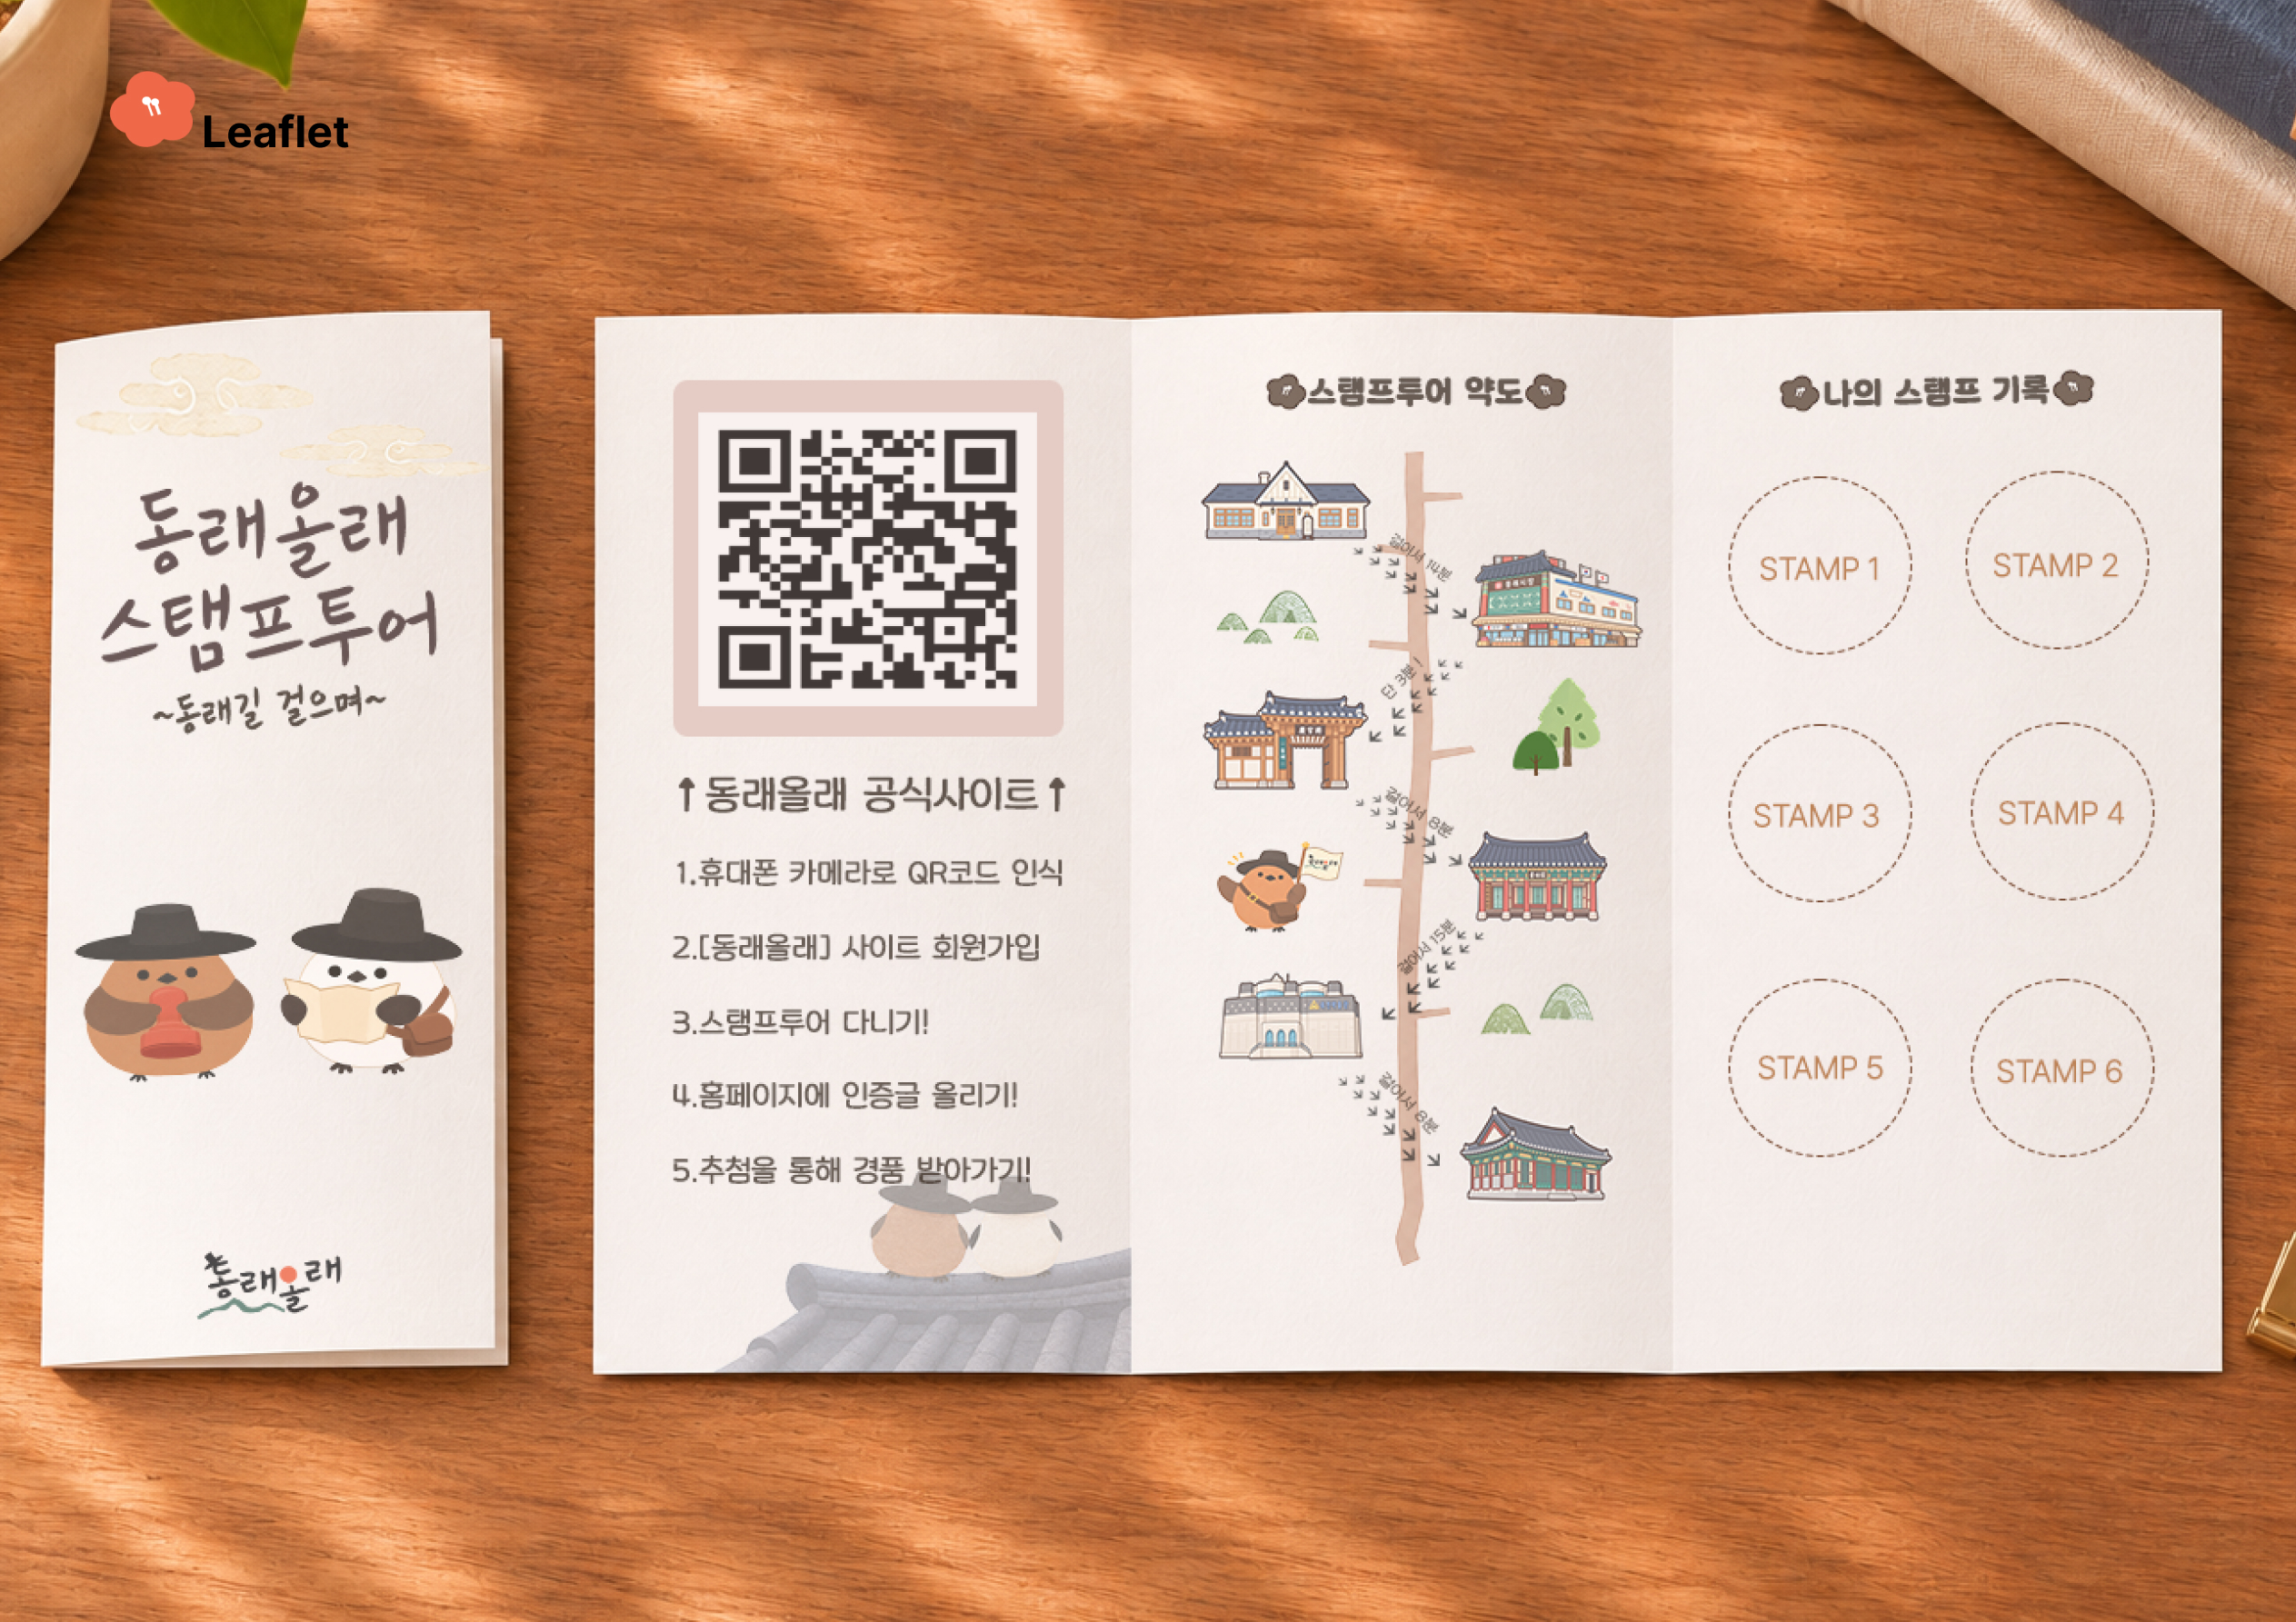 Leaflet
동래올래
스탬프투어
~동래길 걸으며~
동래올래
↑동래올래 공식사이트↑
1.휴대폰 카메라로 QR코드 인식
2.[동래올래] 사이트 회원가입
3.스탬프투어 다니기!
4.홈페이지에 인증글 올리기!
5.추첨을 통해 경품 받아가기!
스탬프투어 약도
걸어서 14분
단 3분!
걸어서 8분
걸어서 15분
걸어서 8분
나의 스탬프 기록
STAMP 1
STAMP 2
STAMP 3
STAMP 4
STAMP 5
STAMP 6